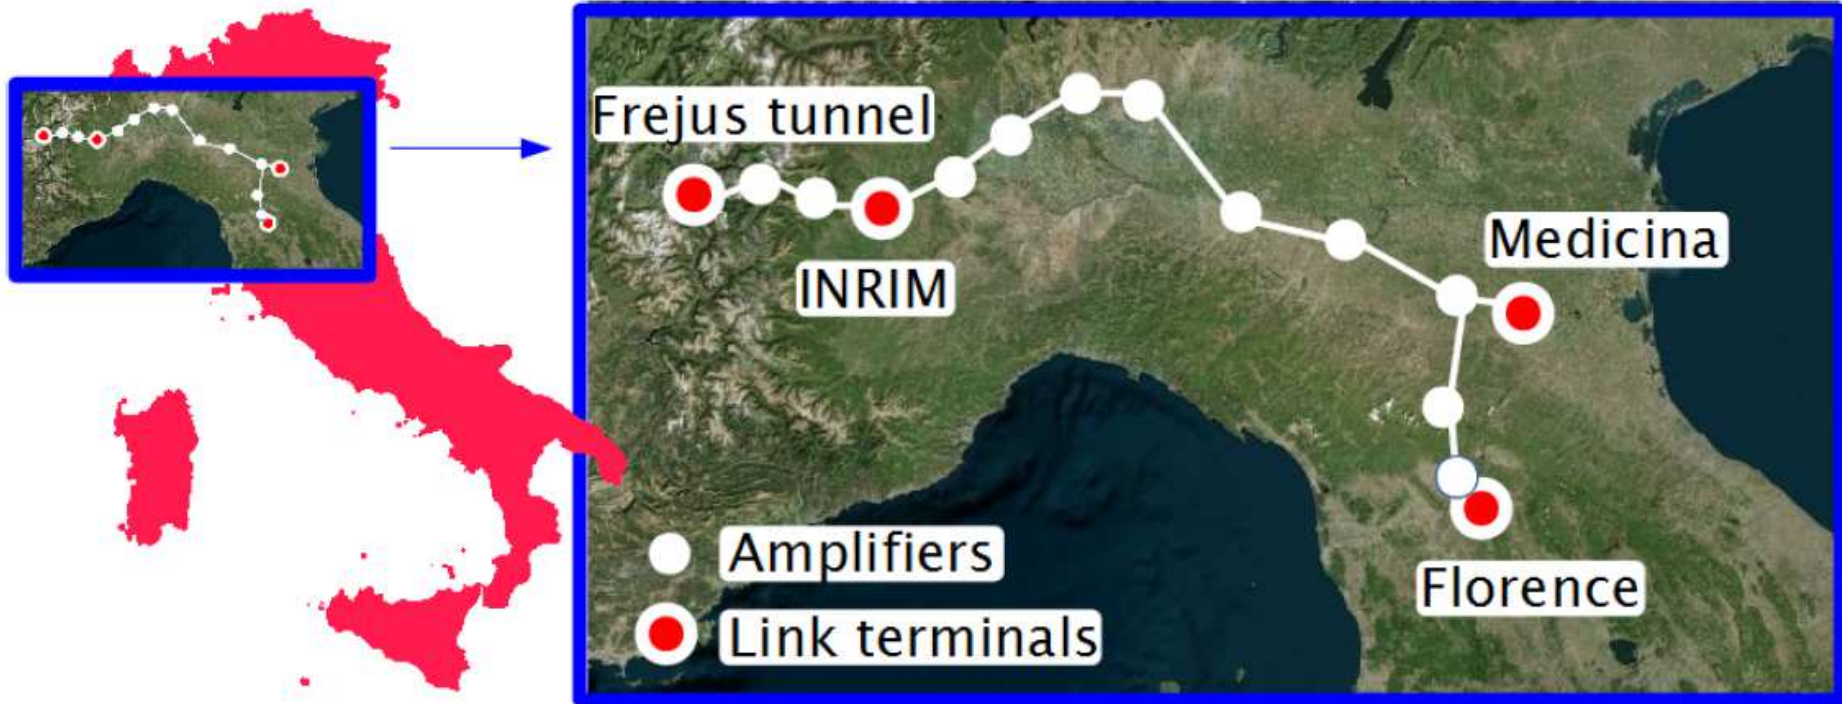 Frejus tunnel
INRIM
Medicina
Florence
Amplifiers
Link terminals